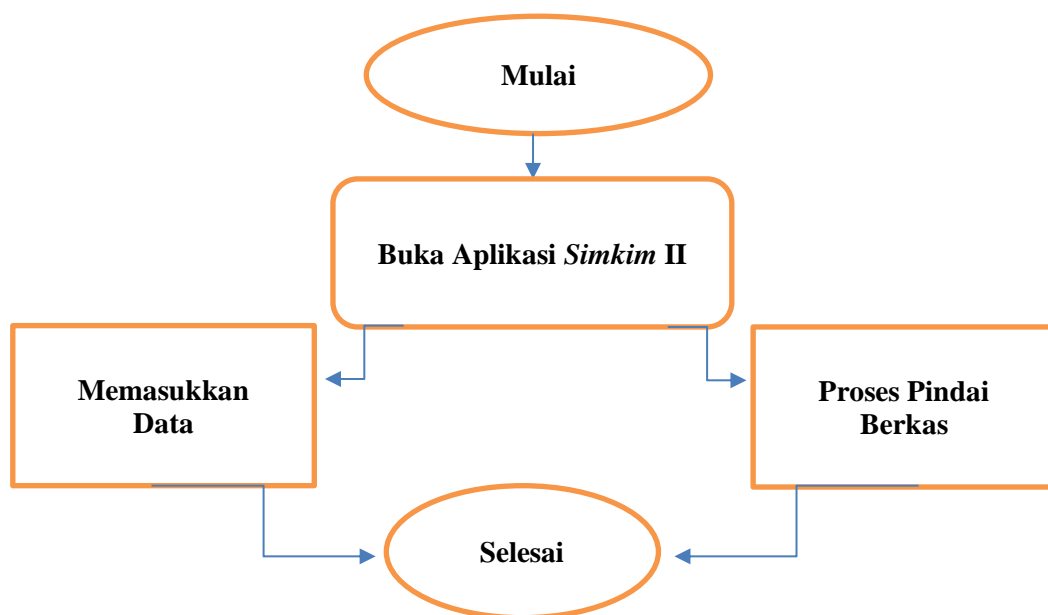 Mulai
Buka Aplikasi Simkim II
Memasukkan
Data
Proses Pindai
Berkas
Selesai